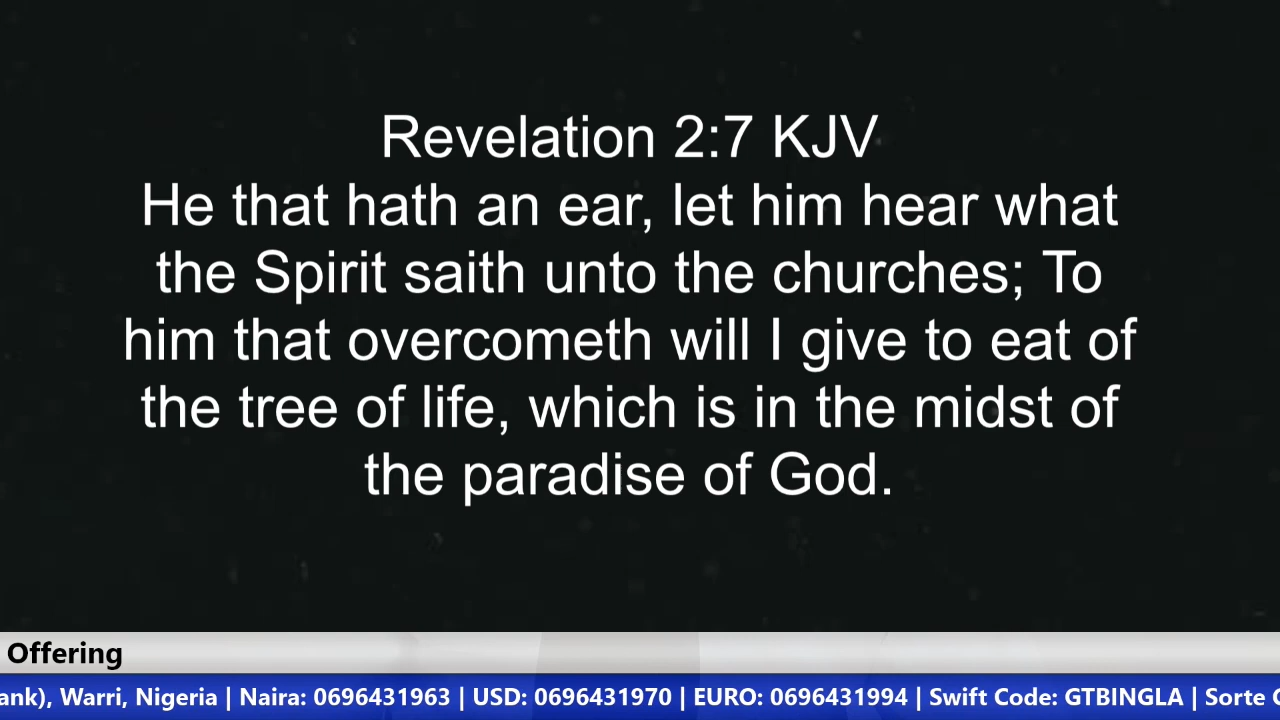 Revelation 2:7 KJV
He that hath an ear, let him hear what
the Spirit saith unto the churches; To
him that overcometh will I give to eat of
the tree of life, which is in the midst of
the paradise of God.
Offering
ank), Warri, Nigeria | Naira: 0696431963 | USD: 0696431970 | EURO: 0696431994 | Swift Code: GTBINGLA | Sorte